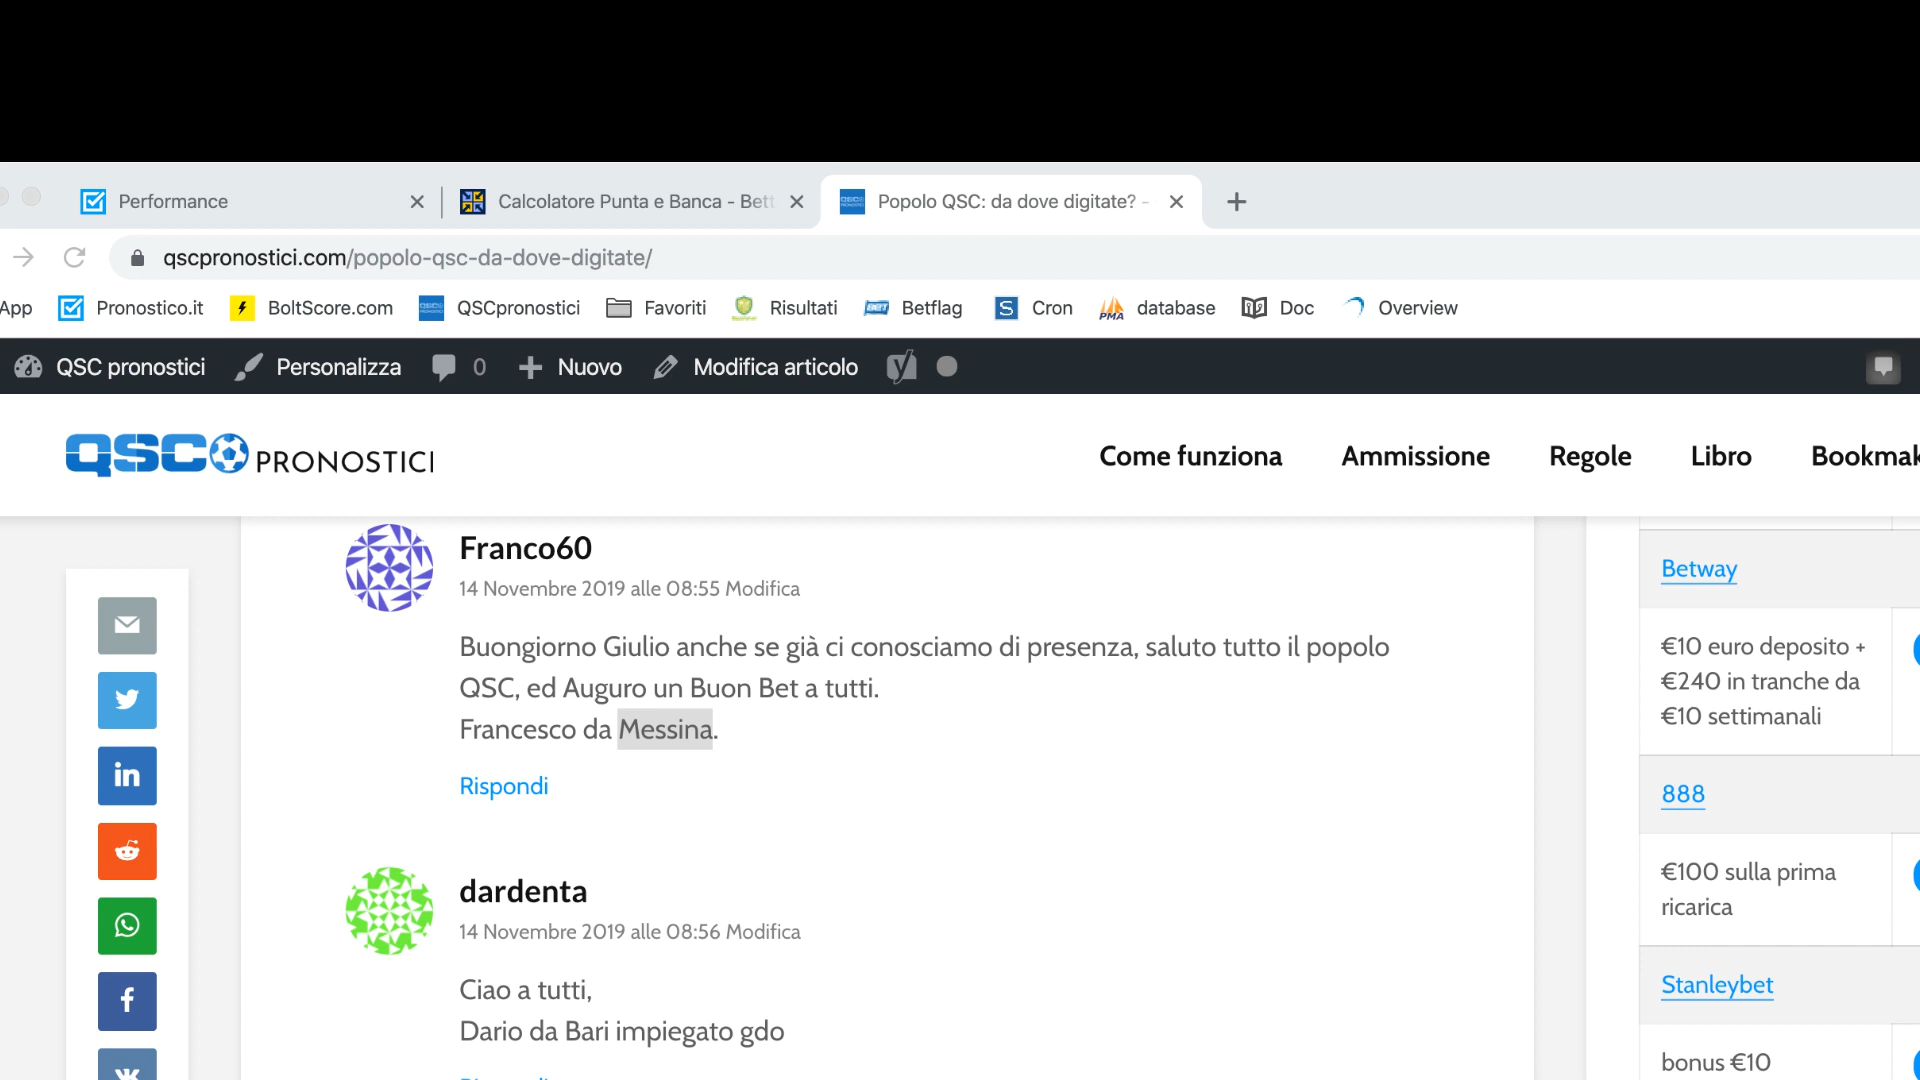 Performance
Calcolatore Punta e Banca - Bett
Popolo QSC: da dove digitate? -
qscpronostici.com/popolo-qsc-da-dove-digitate/
App
Pronostico.it
BoltScore.com
QSCpronostici
Favoriti
Risultati
Betflag
Cron
database
Doc
Overview
QSC pronostici
Personalizza
0
Nuovo
Modifica articolo
QSC PRONOSTICI
Come funziona
Ammissione
Regole
Libro
Bookmak
Franco60
14 Novembre 2019 alle 08:55 Modifica
Buongiorno Giulio anche se già ci conosciamo di presenza, saluto tutto il popolo
QSC, ed Auguro un Buon Bet a tutti.
Francesco da Messina.
Rispondi
dardenta
14 Novembre 2019 alle 08:56 Modifica
Ciao a tutti,
Dario da Bari impiegato gdo
Betway
€10 euro deposito +
€240 in tranche da
€10 settimanali
888
€100 sulla prima
ricarica
Stanleybet
bonus €10